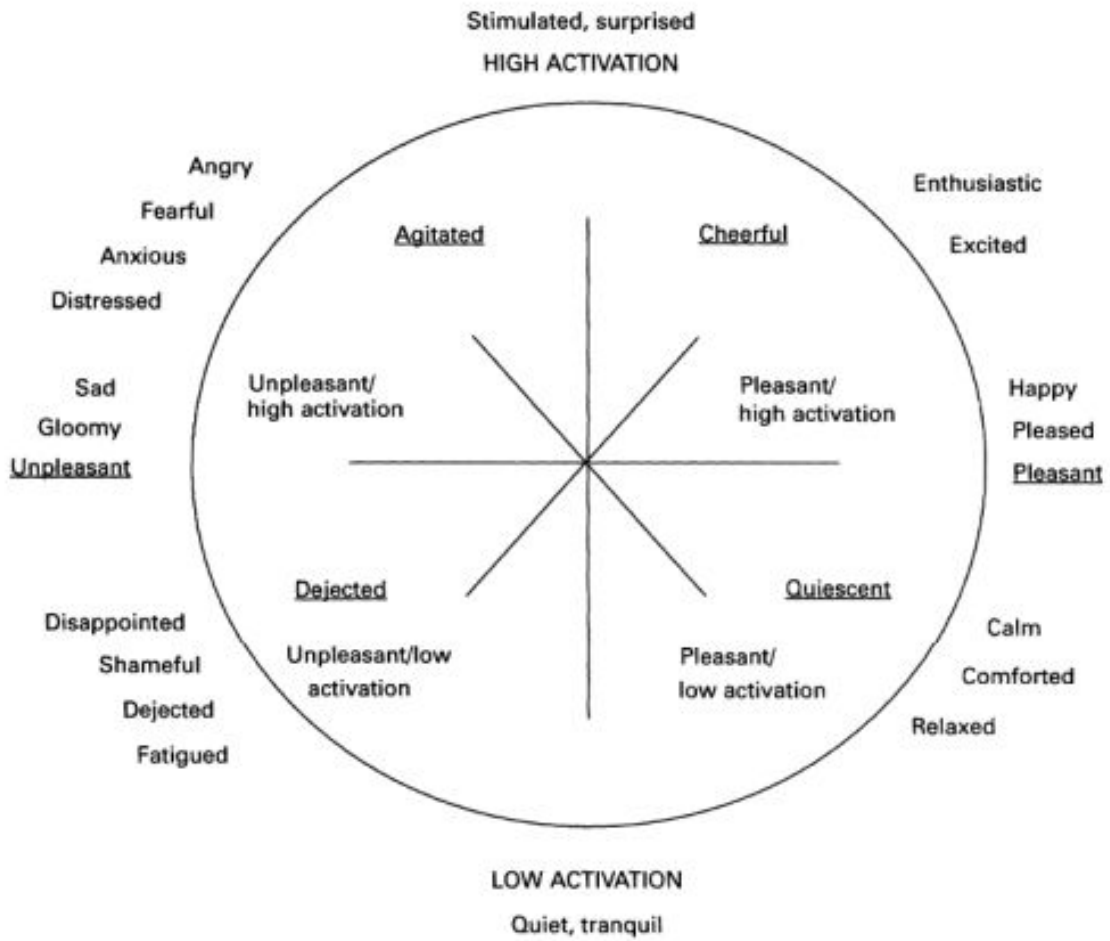 Stimulated, surprised
HIGH ACTIVATION
Angry
Fearful
Anxious
Distressed
Enthusiastic
Excited
Agitated
Cheerful
Sad
Gloomy
Unpleasant
Unpleasant/
high activation
Pleasant/
high activation
Happy
Pleased
Pleasant
Dejected
Unpleasant/low
activation
Quiescent
Pleasant/
low activation
Disappointed
Shameful
Dejected
Fatigued
Calm
Comforted
Relaxed
LOW ACTIVATION
Quiet, tranquil